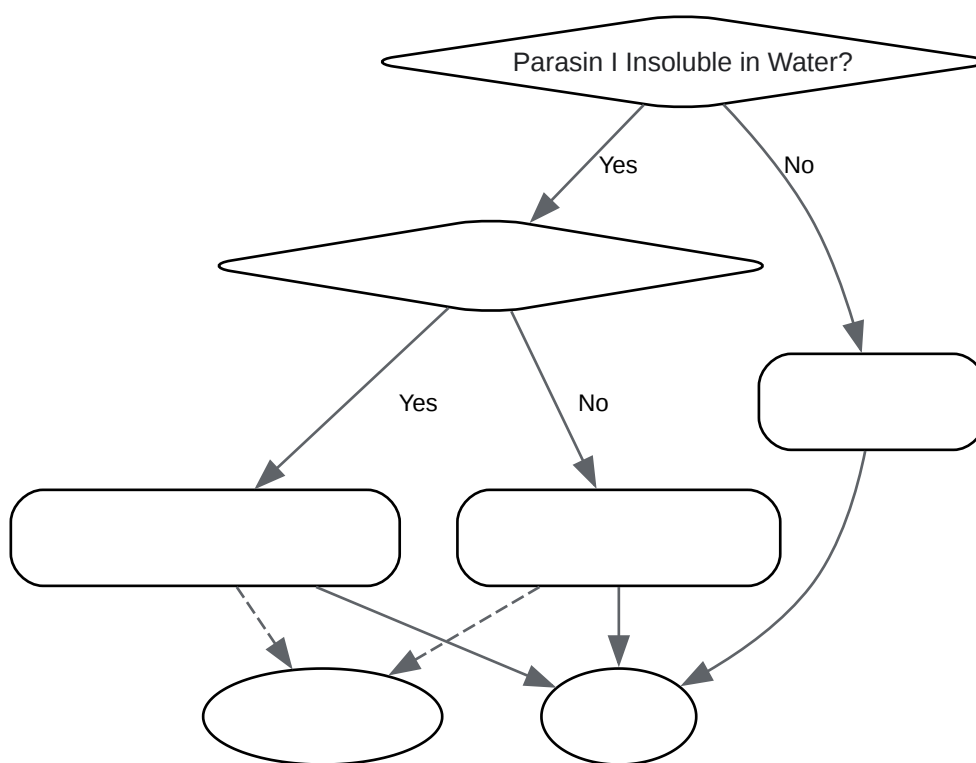 Parasin I Insoluble in Water?
Yes
No
Yes
No